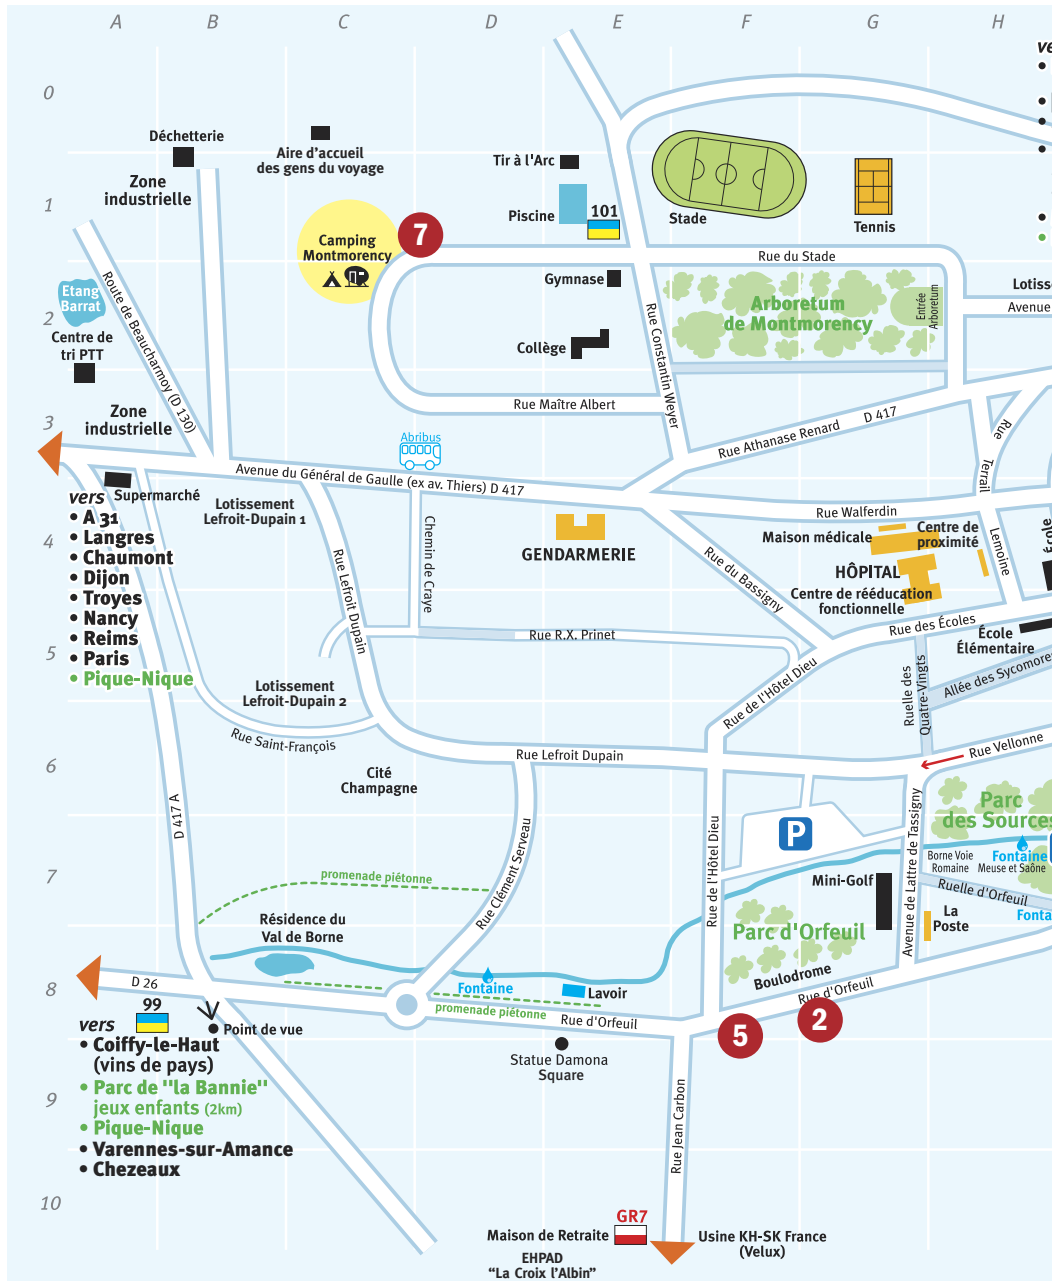 A B C D E F G H
ve
0
Déchetterie
Aire d'accueil
des gens du voyage
Zone
industrielle
Tir à l'Arc
1
Piscine
101
Stade
Tennis
Camping
Montmorency
7
Rue du Stade
Etang
Barrat
Route de Beaucharmoy (D 130)
Gymnase
Arboretum
de Montmorency
Entrée
Arboretum
Lotiss
Avenue
2
Centre de
tri PTT
Collège
Rue Constantin Weyer
3
Zone
industrielle
Rue Maître Albert
D 417
Rue Athanase Renard
Rue
Terrail
Abribus
Avenue du Général de Gaulle (ex av. Thiers) D 417
Supermarché
Lotissement
Lefroit-Dupain 1
Rue Walferdin
vers
• A 31
• Langres
• Chaumont
• Dijon
• Troyes
• Nancy
• Reims
• Paris
• Pique-Nique
4
Chemin de Craye
GENDARMERIE
Maison médicale
Centre de
proximité
Lemoine
École
HÔPITAL
Centre de rééducation
fonctionnelle
Rue Lefroit Dupain
Rue du Bassigny
5
Rue R.X. Prinet
Rue des Écoles
École
Élémentaire
Lotissement
Lefroit-Dupain 2
Rue de l'Hôtel Dieu
Ruelle des
Quatre-Vingts
Allée des Sycomore
Rue Saint-François
6
Rue Lefroit Dupain
Rue Vellonne
Cité
Champagne
D 417 A
Rue Clément Serveau
Rue de l'Hôtel Dieu
P
Avenue de Lattre de Tassigny
Parc
des Sources
Fontaine
Borne Voie
Romaine
Meuse et Saône
7
promenade piétonne
Mini-Golf
Ruelle d'Orfeuil
La
Poste
Fonta
Résidence du
Val de Borne
Parc d'Orfeuil
Boulodrome
8
D 26
Fontaine
Lavoir
Rue d'Orfeuil
promenade piétonne
Rue d'Orfeuil
99
Point de vue
5
2
vers
• Coiffy-le-Haut
(vins de pays)
• Parc de "la Bannie"
jeux enfants (2km)
• Pique-Nique
• Varennes-sur-Amance
• Chezeaux
Statue Damona
Square
9
Rue Jean Carbon
10
GR7
Maison de Retraite
EHPAD
"La Croix l'Albin"
Usine KH-SK France
(Velux)